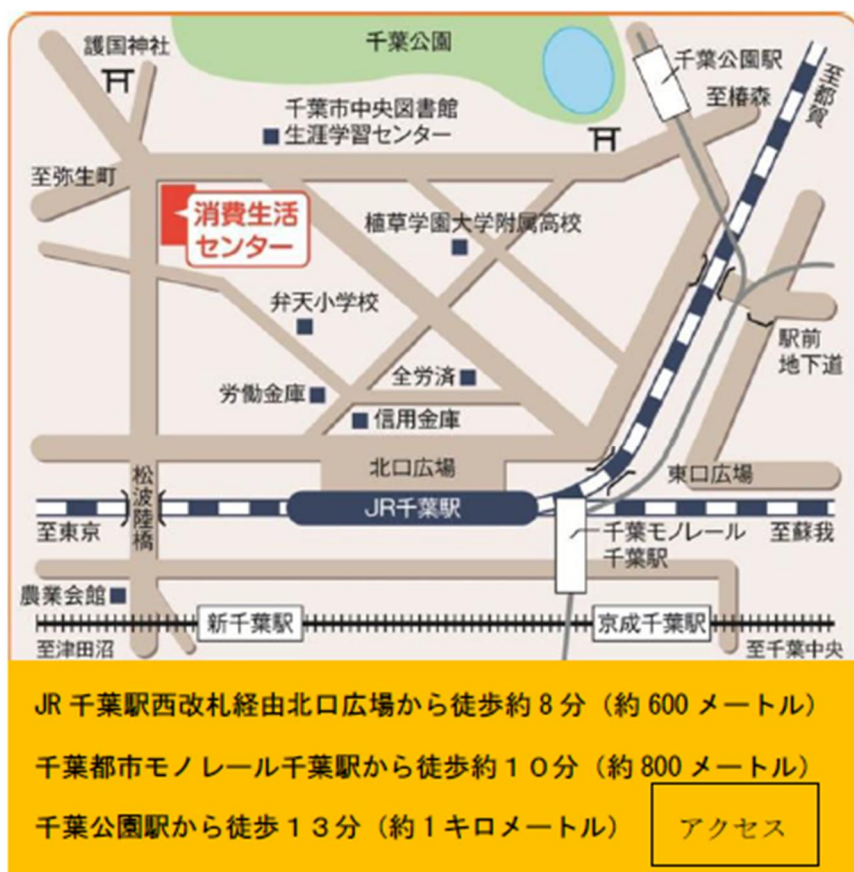 護国神社
千葉公園
千葉公園駅
至椿森
至都賀
千葉市中央図書館
生涯学習センター
至弥生町
消費生活
センター
植草学園大学附属高校
弁天小学校
駅前
地下道
全労済
労働金庫
信用金庫
北口広場
東口広場
松波陸橋
JR千葉駅
至東京
千葉モノレール
千葉駅
至蘇我
農業会館
新千葉駅
京成千葉駅
至津田沼
至千葉中央
JR 千葉駅西改札経由北口広場から徒歩約 8 分（約 600 メートル）
千葉都市モノレール千葉駅から徒歩約１０分（約 800 メートル）
千葉公園駅から徒歩１３分（約１キロメートル）
アクセス